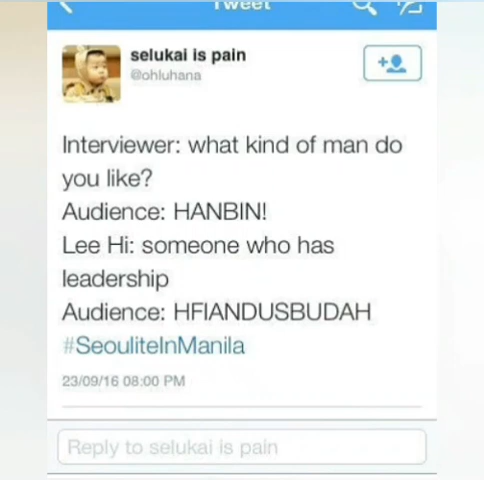 Tweet
selukai is pain
@ohluhana
Interviewer: what kind of man do
you like?
Audience: HANBIN!
Lee Hi: someone who has
leadership
Audience: HFIANDUSBUDAH
#SeouliteInManila
23/09/16 08:00 PM
Reply to selukai is pain